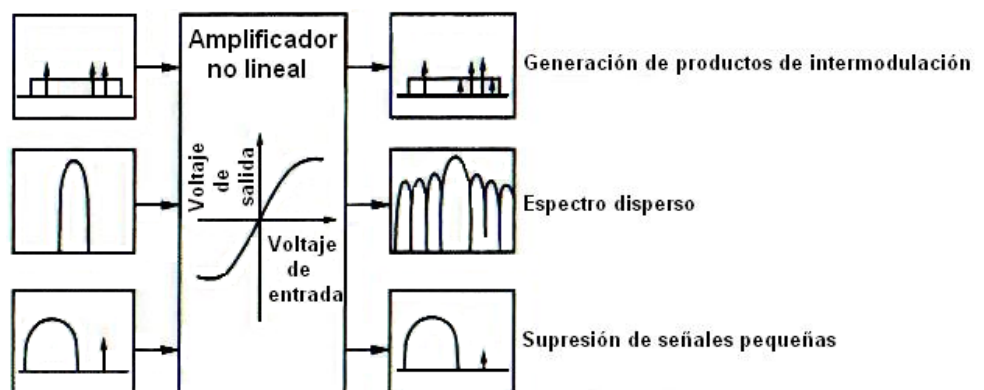 Amplificador
no lineal
Generación de productos de intermodulación
Voltaje
de
salida
Espectro disperso
Voltaje
de
entrada
Supresión de señales pequeñas